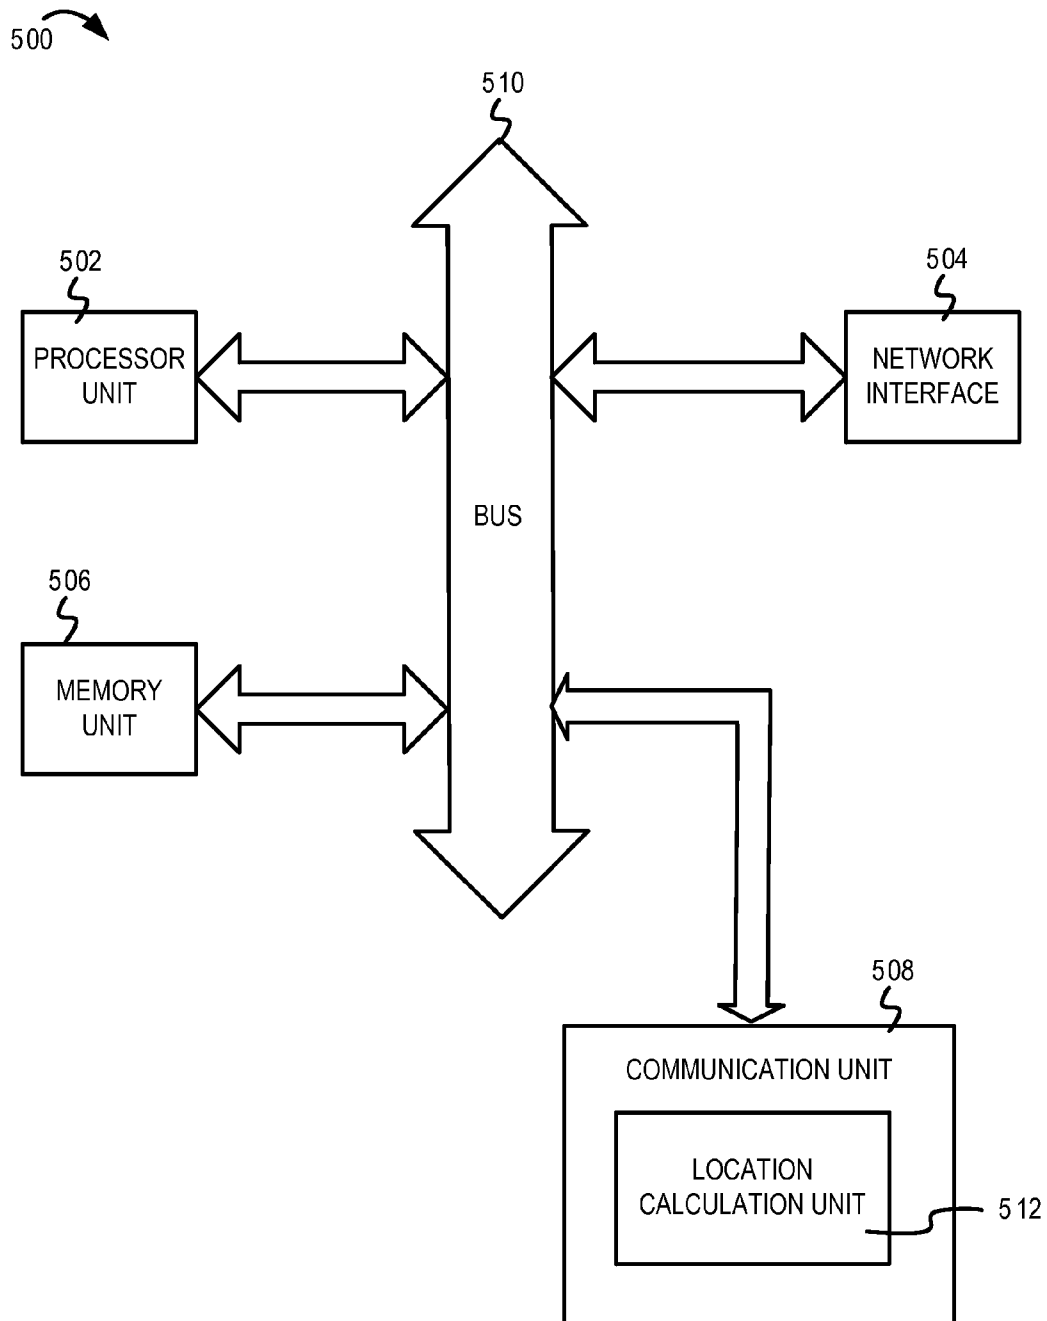 500
510
502
504
PROCESSOR
UNIT
NETWORK
INTERFACE
BUS
506
MEMORY
UNIT
508
COMMUNICATION UNIT
LOCATION
CALCULATION UNIT
512